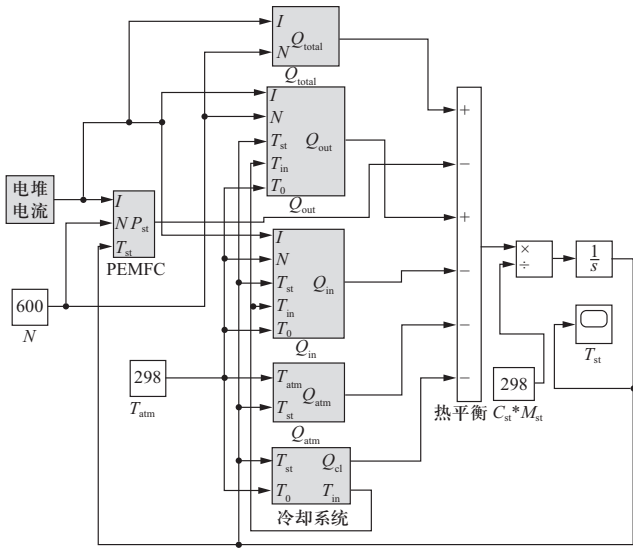 I
N
Q_total
Q_total
I
N
T_st
T_in
T_0
Q_out
Q_out
电堆
电流
I
N
T_st
P_st
PEMFC
600
N
I
N
T_st
T_in
T_0
Q_in
Q_in
298
T_atm
T_atm
T_st
Q_atm
Q_atm
T_st
T_0
Q_cl
T_in
冷却系统
+
−
+
−
−
−
热平衡
×
÷
298
C_st*M_st
1
s
T_st